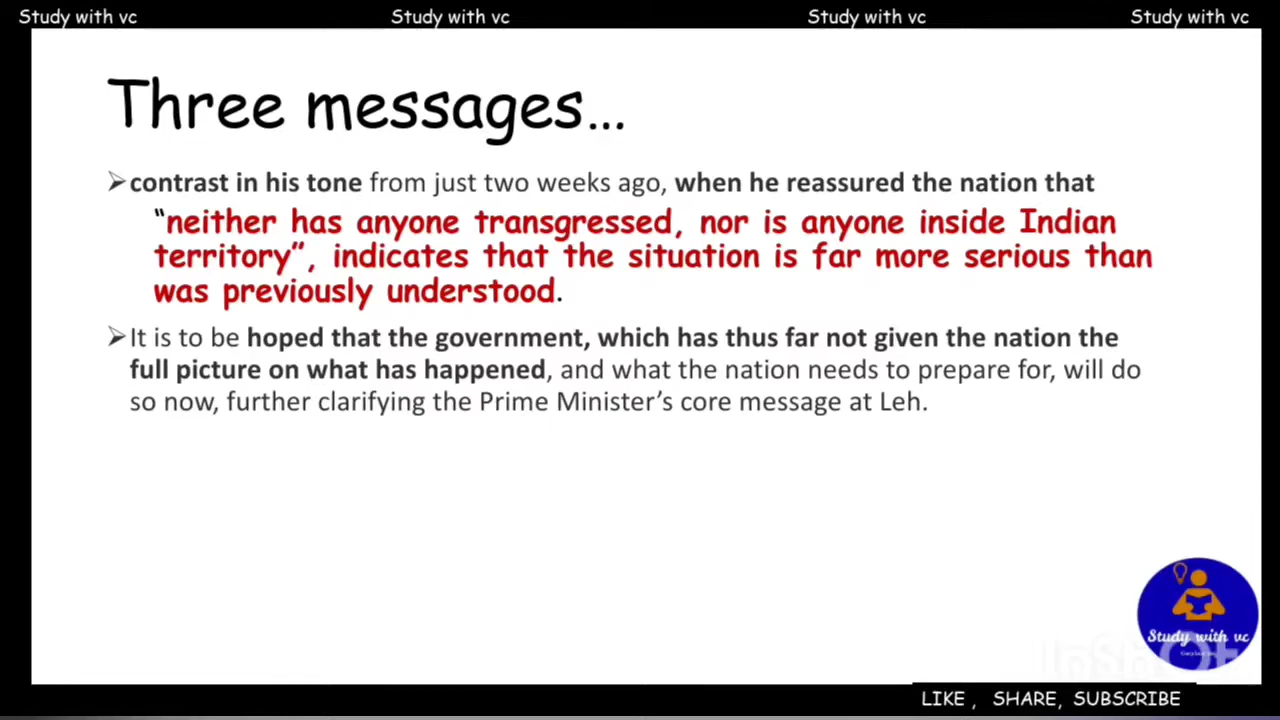 Study with vc Study with vc Study with vc Study with vc
Three messages...
➢contrast in his tone from just two weeks ago, when he reassured the nation that
“neither has anyone transgressed, nor is anyone inside Indian
territory”, indicates that the situation is far more serious than
was previously understood.
➢It is to be hoped that the government, which has thus far not given the nation the
full picture on what has happened, and what the nation needs to prepare for, will do
so now, further clarifying the Prime Minister’s core message at Leh.
Study with vc
InShOt
LIKE , SHARE, SUBSCRIBE